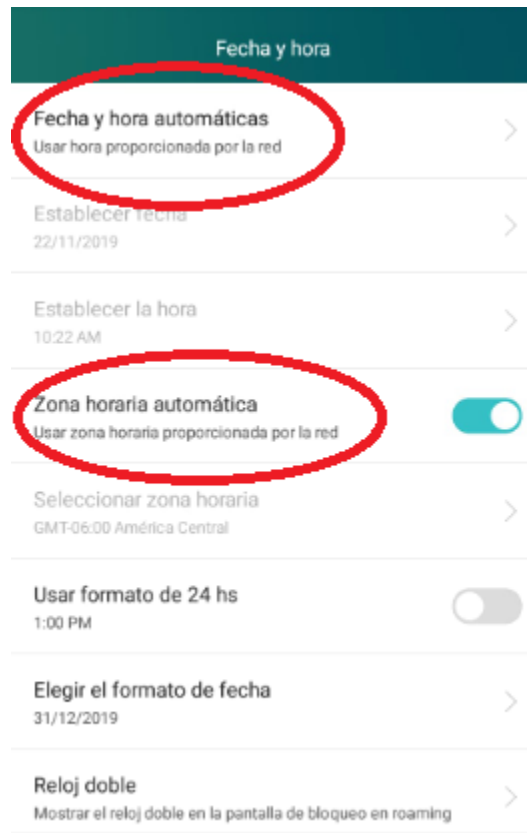 Fecha y hora
Fecha y hora automáticas
Usar hora proporcionada por la red
Establecer fecha
22/11/2019
Establecer la hora
10:22 AM
Zona horaria automática
Usar zona horaria proporcionada por la red
Seleccionar zona horaria
GMT-06:00 América Central
Usar formato de 24 hs
1:00 PM
Elegir el formato de fecha
31/12/2019
Reloj doble
Mostrar el reloj doble en la pantalla de bloqueo en roaming